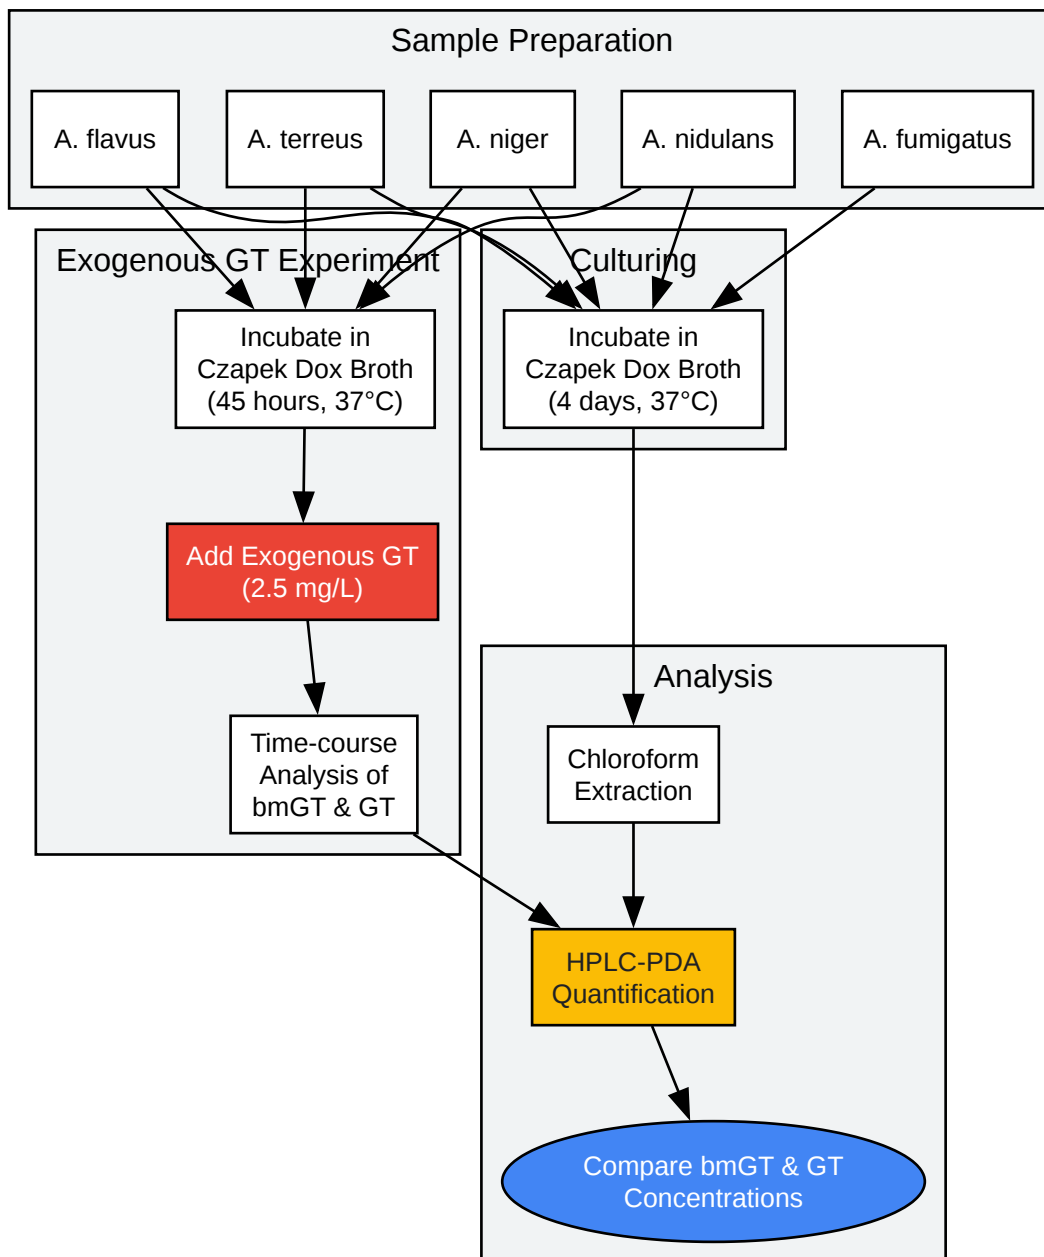 Sample Preparation
A. flavus
A. terreus
A. niger
A. nidulans
A. fumigatus
Exogenous GT Experiment
Culturing
Incubate in
Czapek Dox Broth
(45 hours, 37°C)
Incubate in
Czapek Dox Broth
(4 days, 37°C)
Add Exogenous GT
(2.5 mg/L)
Time-course
Analysis of
bmGT & GT
Analysis
Chloroform
Extraction
HPLC-PDA
Quantification
Compare bmGT & GT
Concentrations